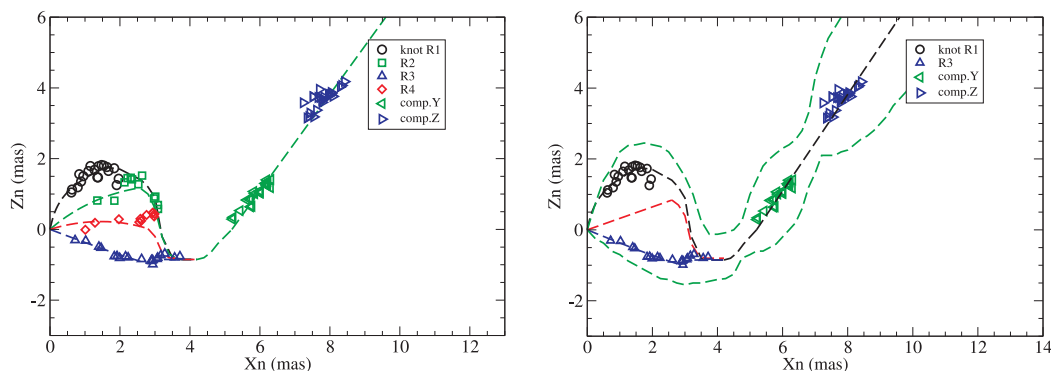 6
4
2
0
-2
Zn (mas)
0 2 4 6 8 10 12
Xn (mas)
knot R1
R2
R3
R4
comp.Y
comp.Z
6
4
2
0
-2
Zn (mas)
0 2 4 6 8 10 12 14
Xn (mas)
knot R1
R3
comp.Y
comp.Z